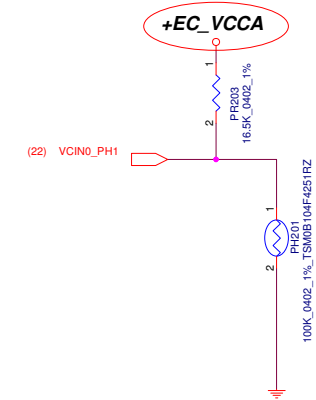 +EC_VCCA
1
PR203
16.5K_0402_1%
2
(22) VCIN0_PH1
1
PH201
100K_0402_1%_TSM0B104F4251RZ
2